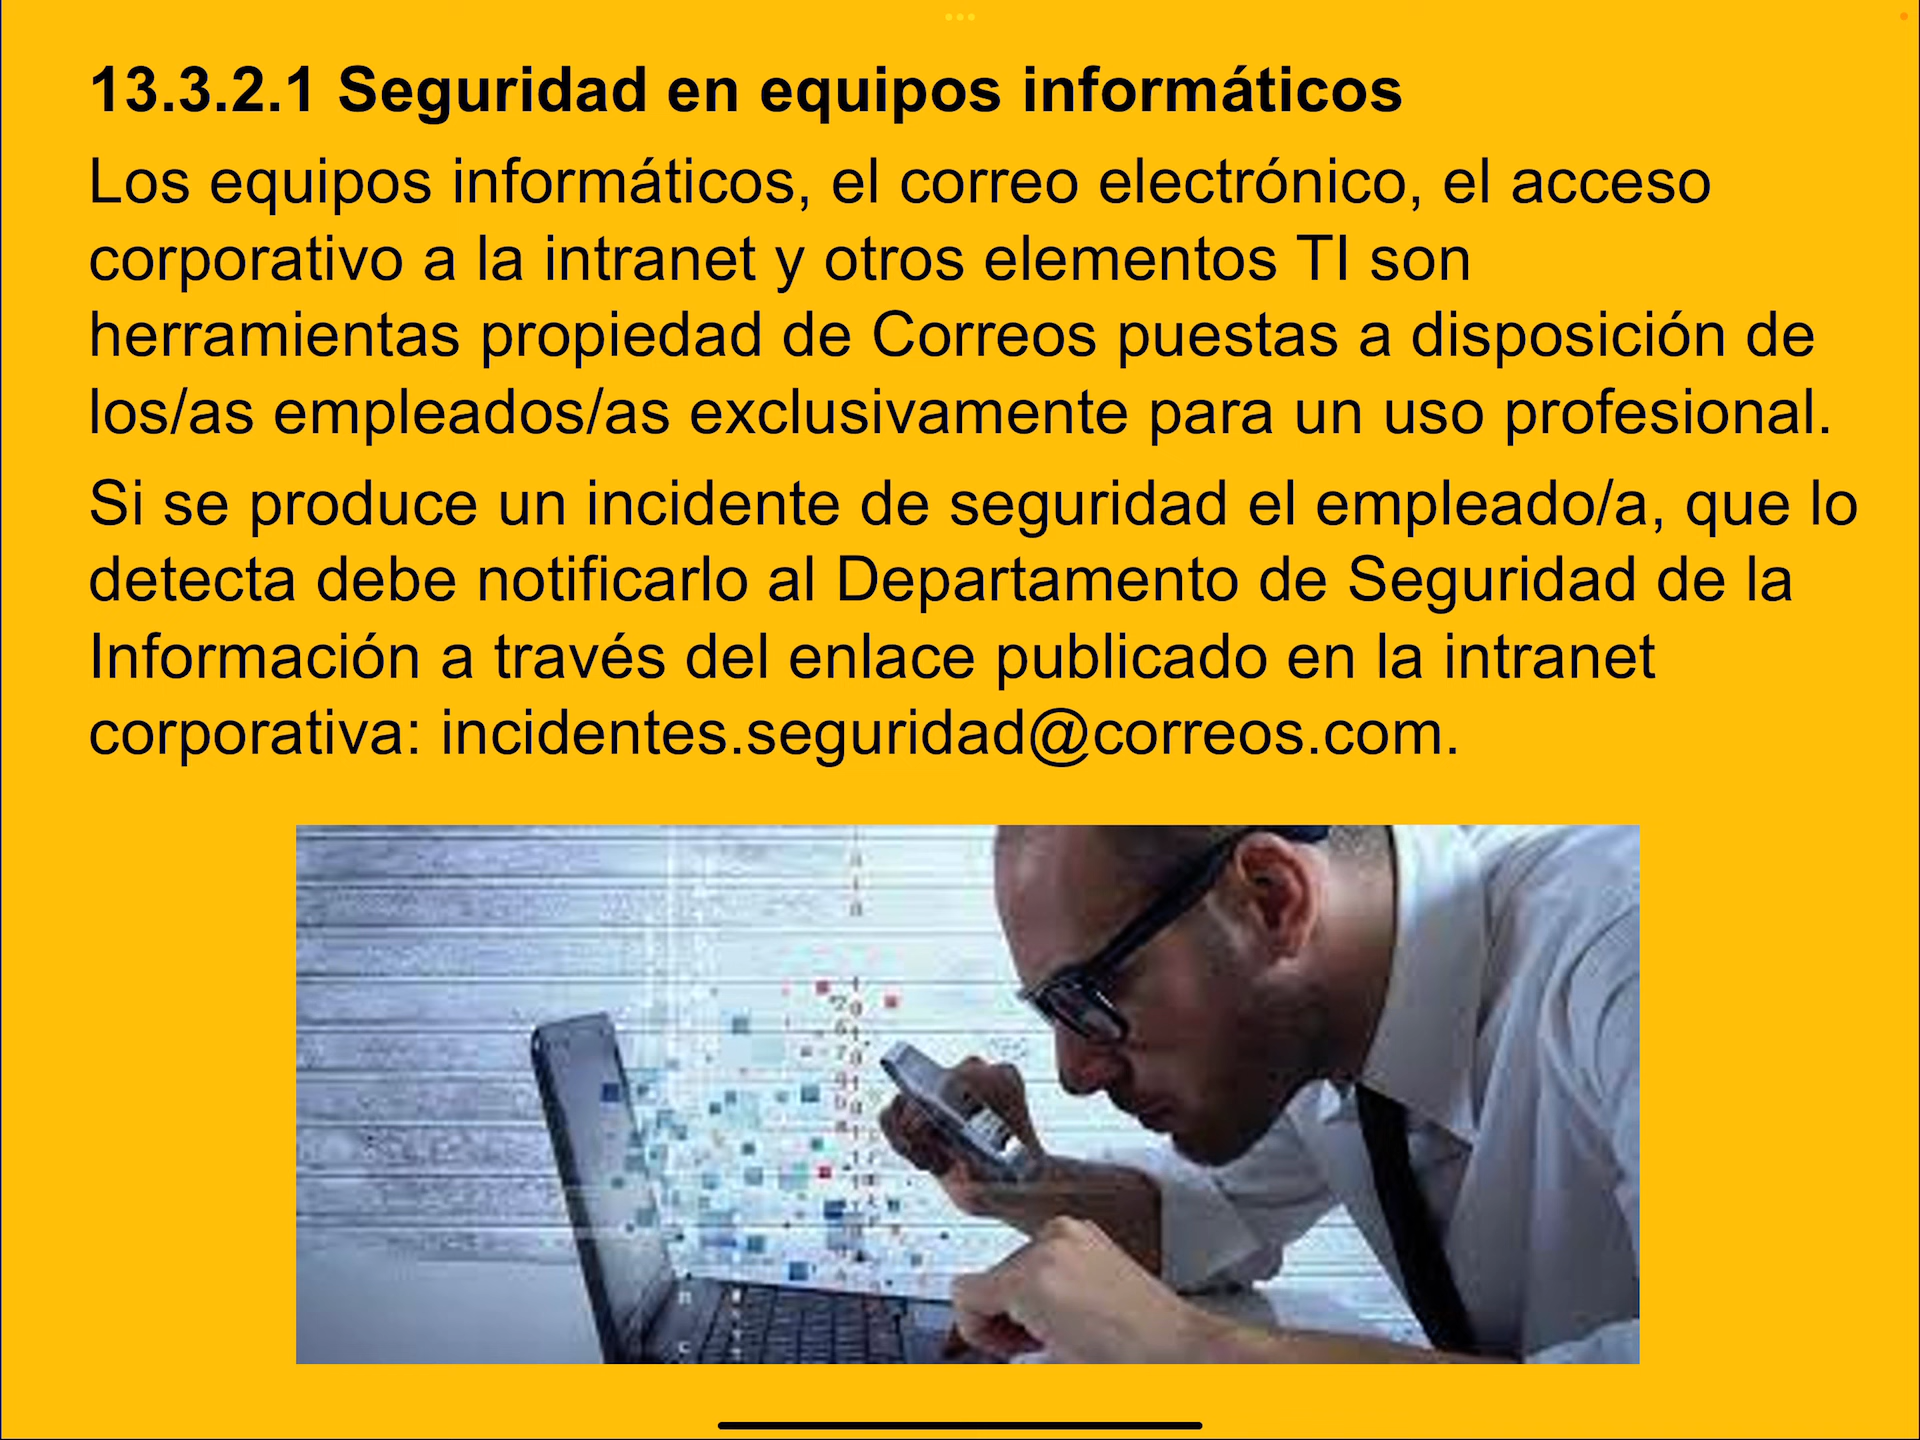 13.3.2.1 Seguridad en equipos informáticos
Los equipos informáticos, el correo electrónico, el acceso
corporativo a la intranet y otros elementos TI son
herramientas propiedad de Correos puestas a disposición de
los/as empleados/as exclusivamente para un uso profesional.
Si se produce un incidente de seguridad el empleado/a, que lo
detecta debe notificarlo al Departamento de Seguridad de la
Información a través del enlace publicado en la intranet
corporativa: incidentes.seguridad@correos.com.